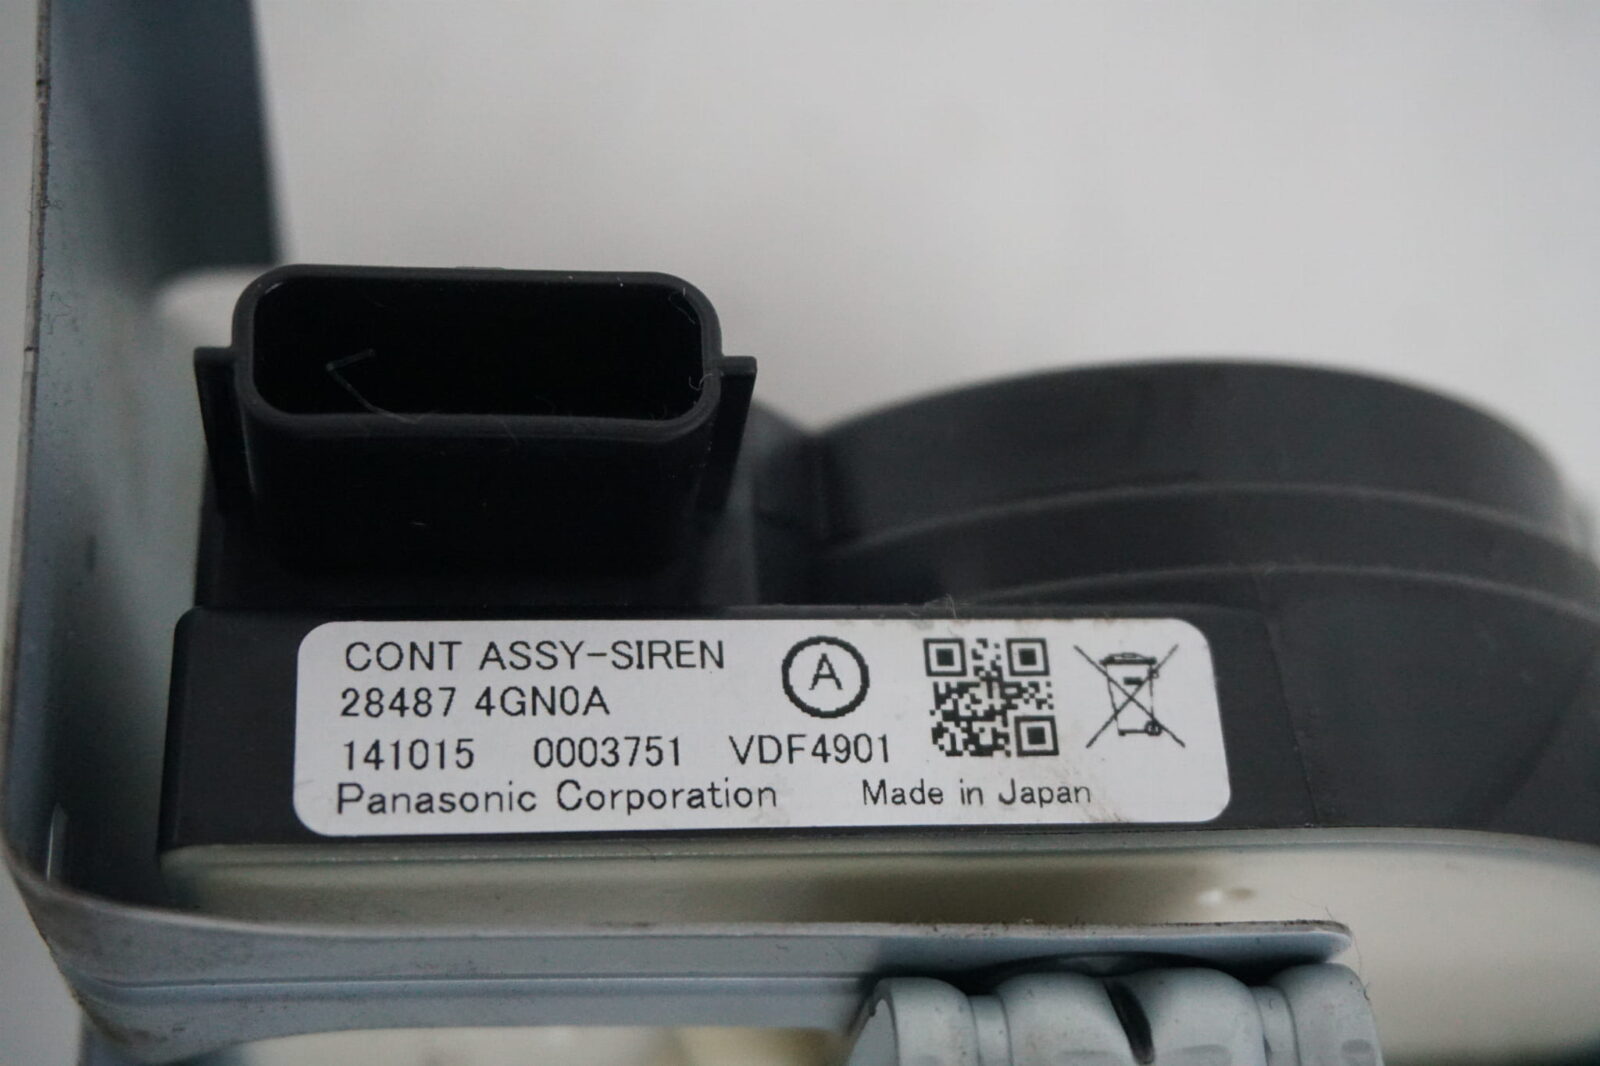 CONT ASSY-SIREN
28487 4GN0A
A
141015 0003751 VDF4901
Panasonic Corporation Made in Japan